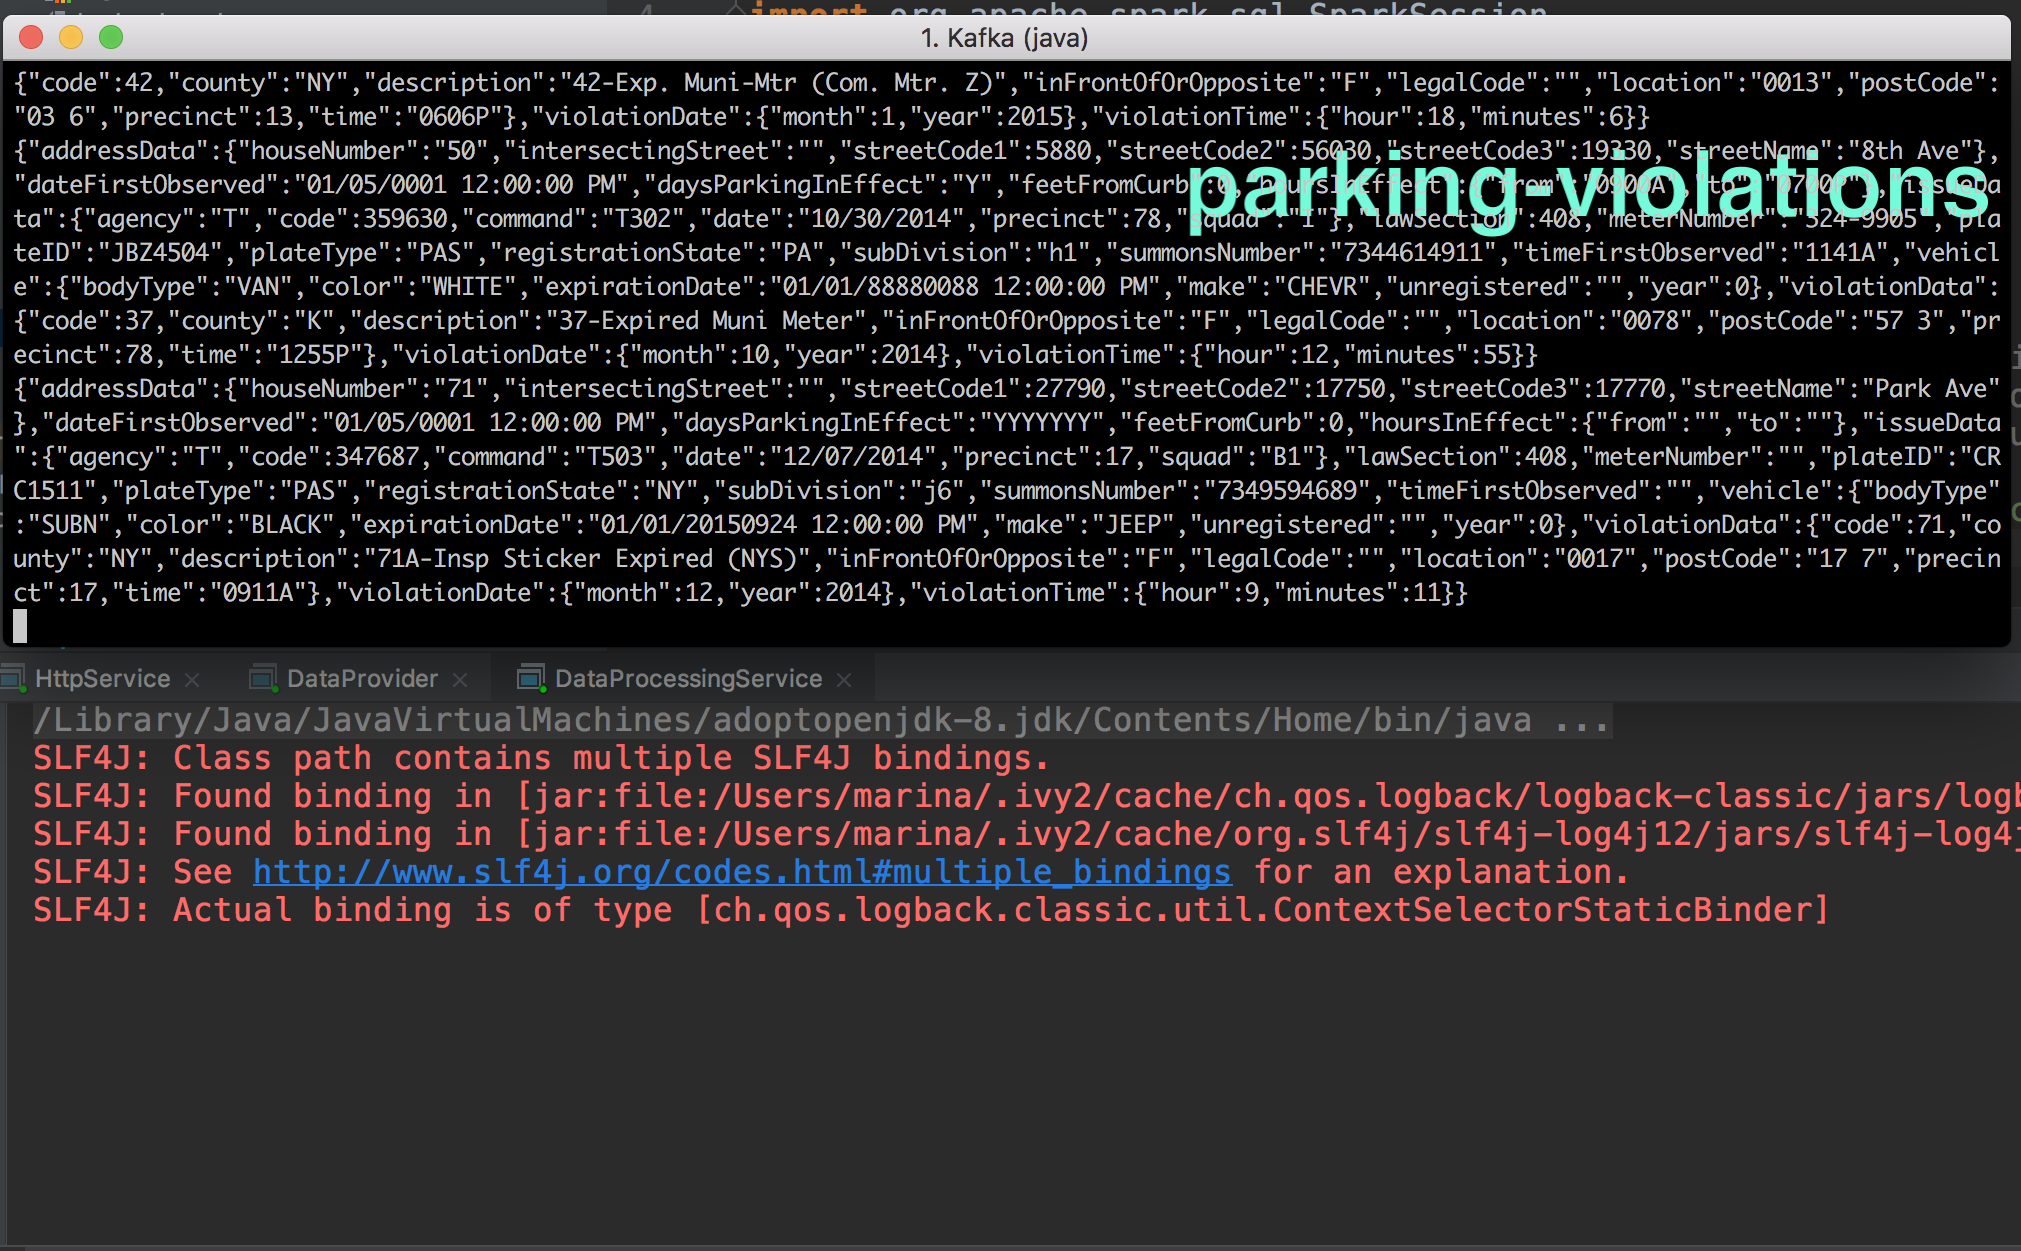 import org.apache.spark.sql.SparkSession
1. Kafka (java)
{"code":42,"county":"NY","description":"42-Exp. Muni-Mtr (Com. Mtr. Z)","inFrontOfOrOpposite":"F","legalCode":"","location":"0013","postCode":
"03 6","precinct":13,"time":"0606P"},"violationDate":{"month":1,"year":2015},"violationTime":{"hour":18,"minutes":6}}
{"addressData":{"houseNumber":"50","intersectingStreet":"","streetCode1":5880,"streetCode2":56030,"streetCode3":19330,"streetName":"8th Ave"},
"dateFirstObserved":"01/05/0001 12:00:00 PM","daysParkingInEffect":"Y","feetFromCurb":0,"hoursInEffect":{"from":"0900A","to":"0700P"},"issueDa
ta":{"agency":"T","code":359630,"command":"T302","date":"10/30/2014","precinct":78,"squad":"I"},"lawSection":408,"meterNumber":"324-9905","pla
teID":"JBZ4504","plateType":"PAS","registrationState":"PA","subDivision":"h1","summonsNumber":"7344614911","timeFirstObserved":"1141A","vehicl
e":{"bodyType":"VAN","color":"WHITE","expirationDate":"01/01/88880088 12:00:00 PM","make":"CHEVR","unregistered":"","year":0},"violationData":
{"code":37,"county":"K","description":"37-Expired Muni Meter","inFrontOfOrOpposite":"F","legalCode":"","location":"0078","postCode":"57 3","pr
ecinct":78,"time":"1255P"},"violationDate":{"month":10,"year":2014},"violationTime":{"hour":12,"minutes":55}}
{"addressData":{"houseNumber":"71","intersectingStreet":"","streetCode1":27790,"streetCode2":17750,"streetCode3":17770,"streetName":"Park Ave"
},"dateFirstObserved":"01/05/0001 12:00:00 PM","daysParkingInEffect":"YYYYYYY","feetFromCurb":0,"hoursInEffect":{"from":"","to":""},"issueData
":{"agency":"T","code":347687,"command":"T503","date":"12/07/2014","precinct":17,"squad":"B1"},"lawSection":408,"meterNumber":"","plateID":"CR
C1511","plateType":"PAS","registrationState":"NY","subDivision":"j6","summonsNumber":"7349594689","timeFirstObserved":"","vehicle":{"bodyType"
:"SUBN","color":"BLACK","expirationDate":"01/01/20150924 12:00:00 PM","make":"JEEP","unregistered":"","year":0},"violationData":{"code":71,"co
unty":"NY","description":"71A-Insp Sticker Expired (NYS)","inFrontOfOrOpposite":"F","legalCode":"","location":"0017","postCode":"17 7","precin
ct":17,"time":"0911A"},"violationDate":{"month":12,"year":2014},"violationTime":{"hour":9,"minutes":11}}
parking-violations
HttpService DataProvider DataProcessingService
/Library/Java/JavaVirtualMachines/adoptopenjdk-8.jdk/Contents/Home/bin/java ...
SLF4J: Class path contains multiple SLF4J bindings.
SLF4J: Found binding in [jar:file:/Users/marina/.ivy2/cache/ch.qos.logback/logback-classic/jars/logb
SLF4J: Found binding in [jar:file:/Users/marina/.ivy2/cache/org.slf4j/slf4j-log4j12/jars/slf4j-log4j
SLF4J: See http://www.slf4j.org/codes.html#multiple_bindings for an explanation.
SLF4J: Actual binding is of type [ch.qos.logback.classic.util.ContextSelectorStaticBinder]